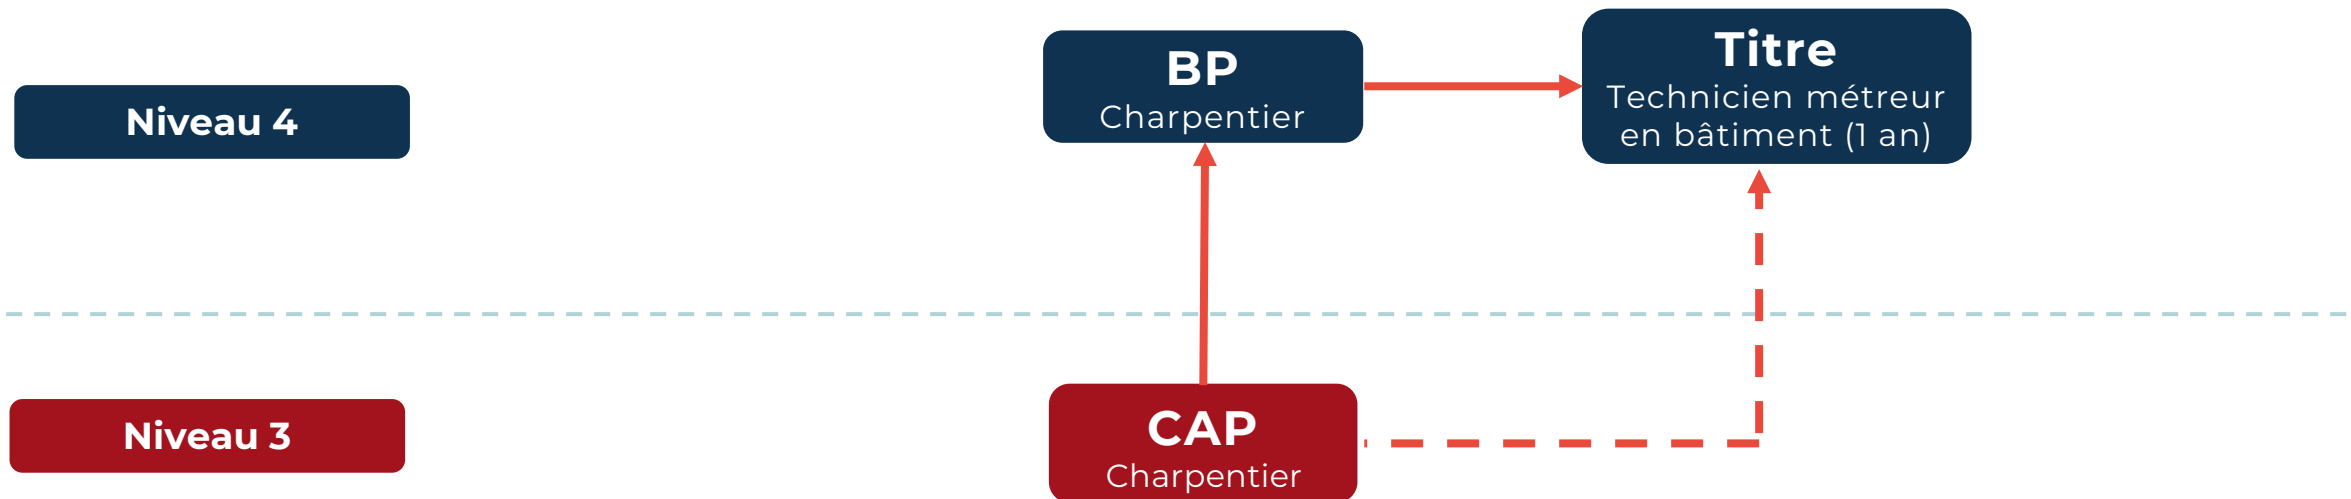 Niveau 4
BP
Charpentier
Titre
Technicien métreur
en bâtiment (1 an)
Niveau 3
CAP
Charpentier